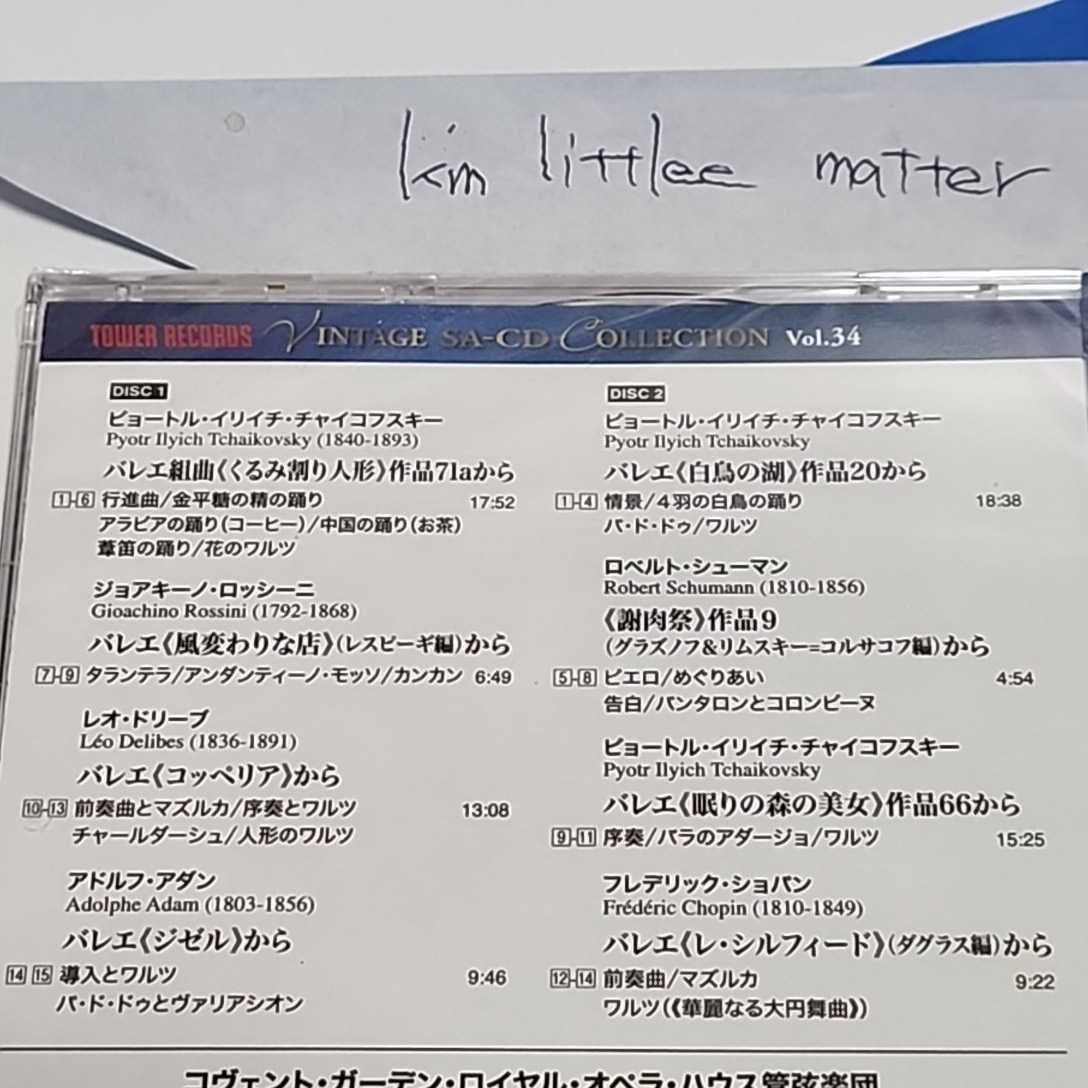 k'm littlee matter
TOWER RECORDS VINTAGE SA-CD COLLECTION Vol.34
DISC 1
ピョートル・イリイチ・チャイコフスキー
Pyotr Ilyich Tchaikovsky (1840-1893)
バレエ組曲《くるみ割り人形》作品71aから
1-6 行進曲/金平糖の精の踊り 17:52
アラビアの踊り(コーヒー)/中国の踊り(お茶)
葦笛の踊り/花のワルツ
ジョアキーノ・ロッシーニ
Gioachino Rossini (1792-1868)
バレエ《風変わりな店》(レスピーギ編)から
7-9 タランテラ/アンダンティーノ・モッソ/カンカン 6:49
レオ・ドリーブ
Léo Delibes (1836-1891)
バレエ《コッペリア》から
10-13 前奏曲とマズルカ/序奏とワルツ 13:08
チャールダーシュ/人形のワルツ
アドルフ・アダン
Adolphe Adam (1803-1856)
バレエ《ジゼル》から
14 15 導入とワルツ 9:46
パ・ド・ドゥとヴァリアシオン
DISC 2
ピョートル・イリイチ・チャイコフスキー
Pyotr Ilyich Tchaikovsky
バレエ《白鳥の湖》作品20から
1-4 情景/4羽の白鳥の踊り 18:38
パ・ド・ドゥ/ワルツ
ロベルト・シューマン
Robert Schumann (1810-1856)
《謝肉祭》作品9
(グラズノフ&リムスキー=コルサコフ編)から
5-8 ピエロ/めぐりあい 4:54
告白/パンタロンとコロンビーヌ
ピョートル・イリイチ・チャイコフスキー
Pyotr Ilyich Tchaikovsky
バレエ《眠りの森の美女》作品66から
9-11 序奏/バラのアダージョ/ワルツ 15:25
フレデリック・ショパン
Frédéric Chopin (1810-1849)
バレエ《レ・シルフィード》(ダグラス編)から
12-14 前奏曲/マズルカ 9:22
ワルツ(《華麗なる大円舞曲》)
コヴェント・ガーデン・ロイヤル・オペラ・ハウス管弦楽団